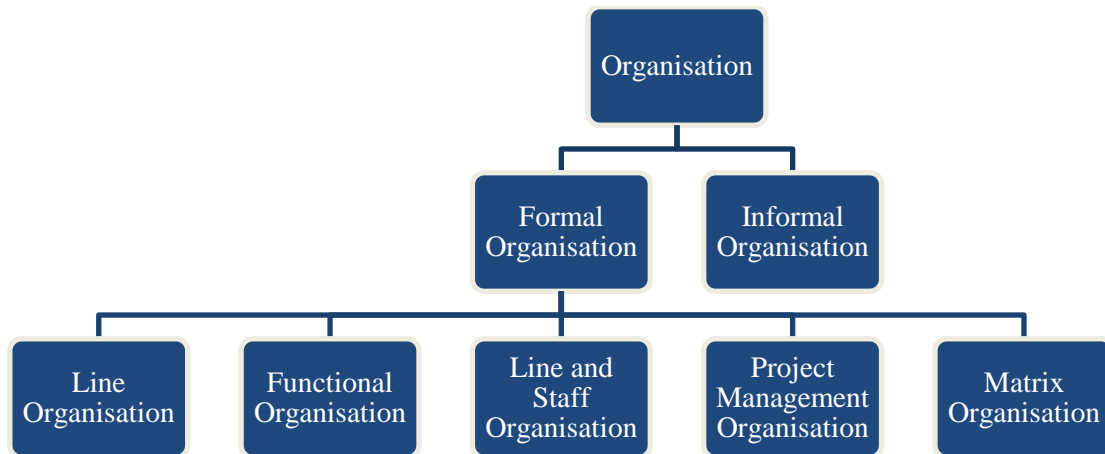 Organisation
Formal
Organisation
Informal
Organisation
Line
Organisation
Functional
Organisation
Line and
Staff
Organisation
Project
Management
Organisation
Matrix
Organisation